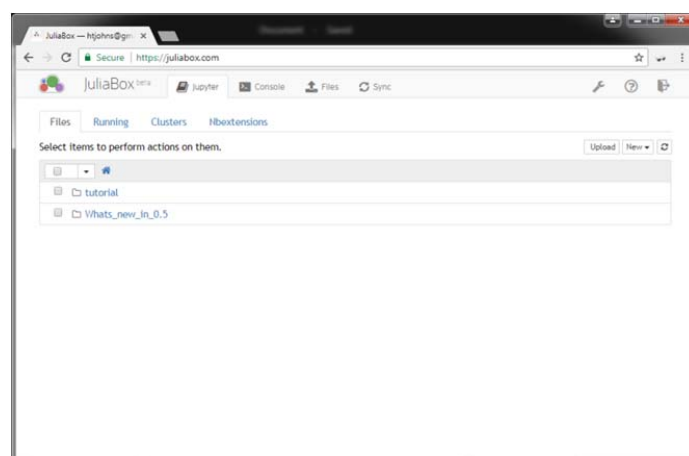 JuliaBox — htjohns@gm
Secure | https://juliabox.com
JuliaBox beta Jupyter Console Files Sync
Files Running Clusters Nbextensions
Select items to perform actions on them. Upload New
tutorial
Whats_new_in_0.5